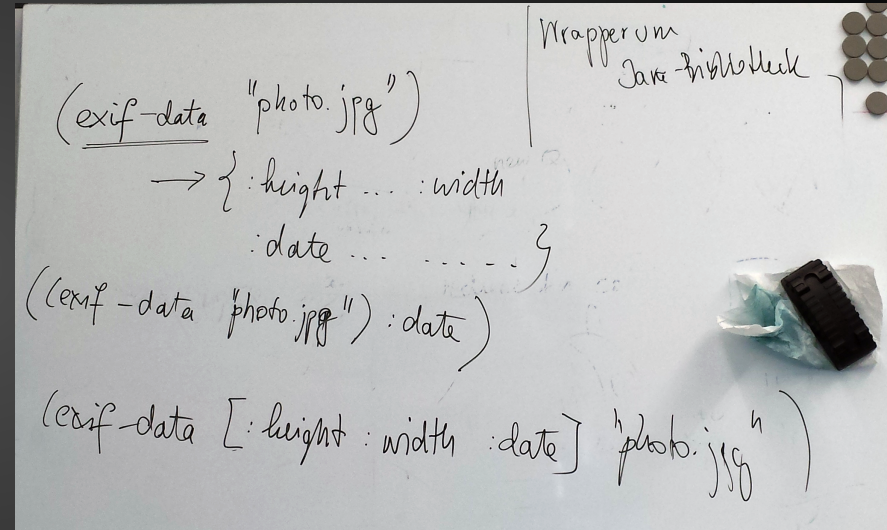 Wrapper um
Java-Bibliotheck
(exif-data "photo.jpg")
→ { :height ... :width
:date ... ...... }
((exif-data "photo.jpg") :date)
(exif-data [:height :width :date] "photo.jpg")